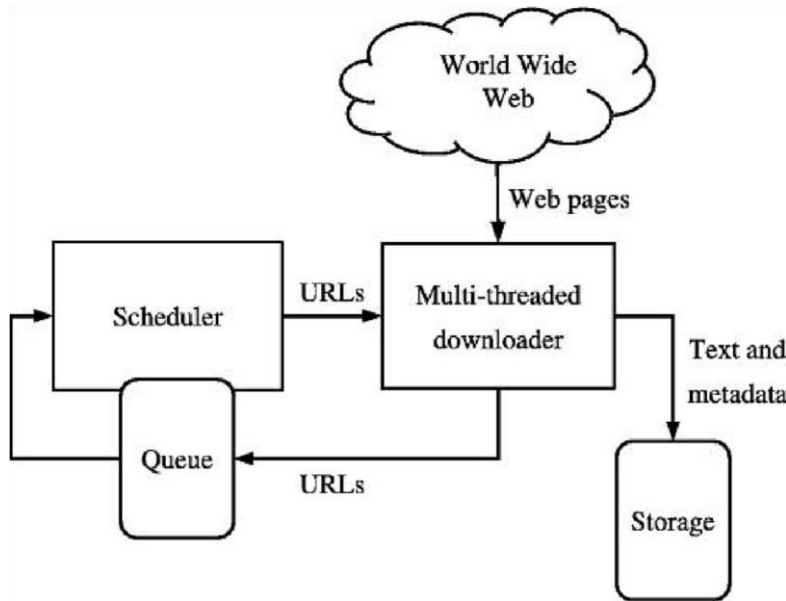 World Wide
Web
Web pages
Scheduler
URLs
Multi-threaded
downloader
Text and
metadata
Queue
URLs
Storage